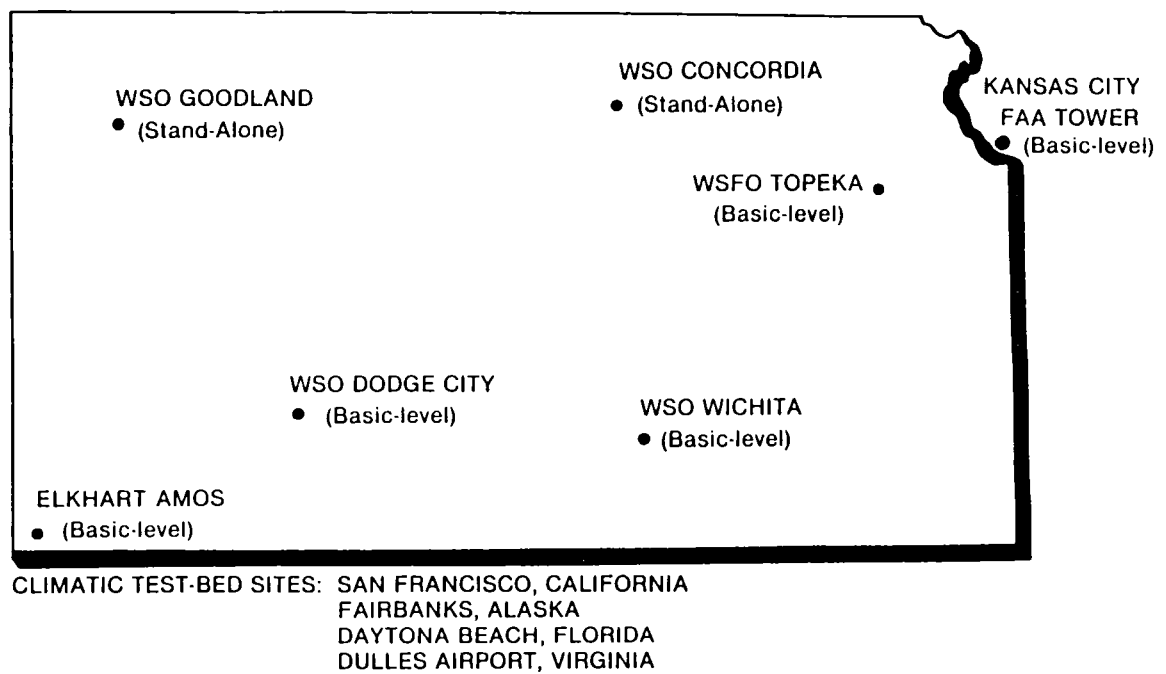 WSO GOODLAND
(Stand-Alone)
WSO CONCORDIA
(Stand-Alone)
KANSAS CITY
FAA TOWER
(Basic-level)
WSFO TOPEKA
(Basic-level)
WSO DODGE CITY
(Basic-level)
WSO WICHITA
(Basic-level)
ELKHART AMOS
(Basic-level)
CLIMATIC TEST-BED SITES: SAN FRANCISCO, CALIFORNIA
FAIRBANKS, ALASKA
DAYTONA BEACH, FLORIDA
DULLES AIRPORT, VIRGINIA